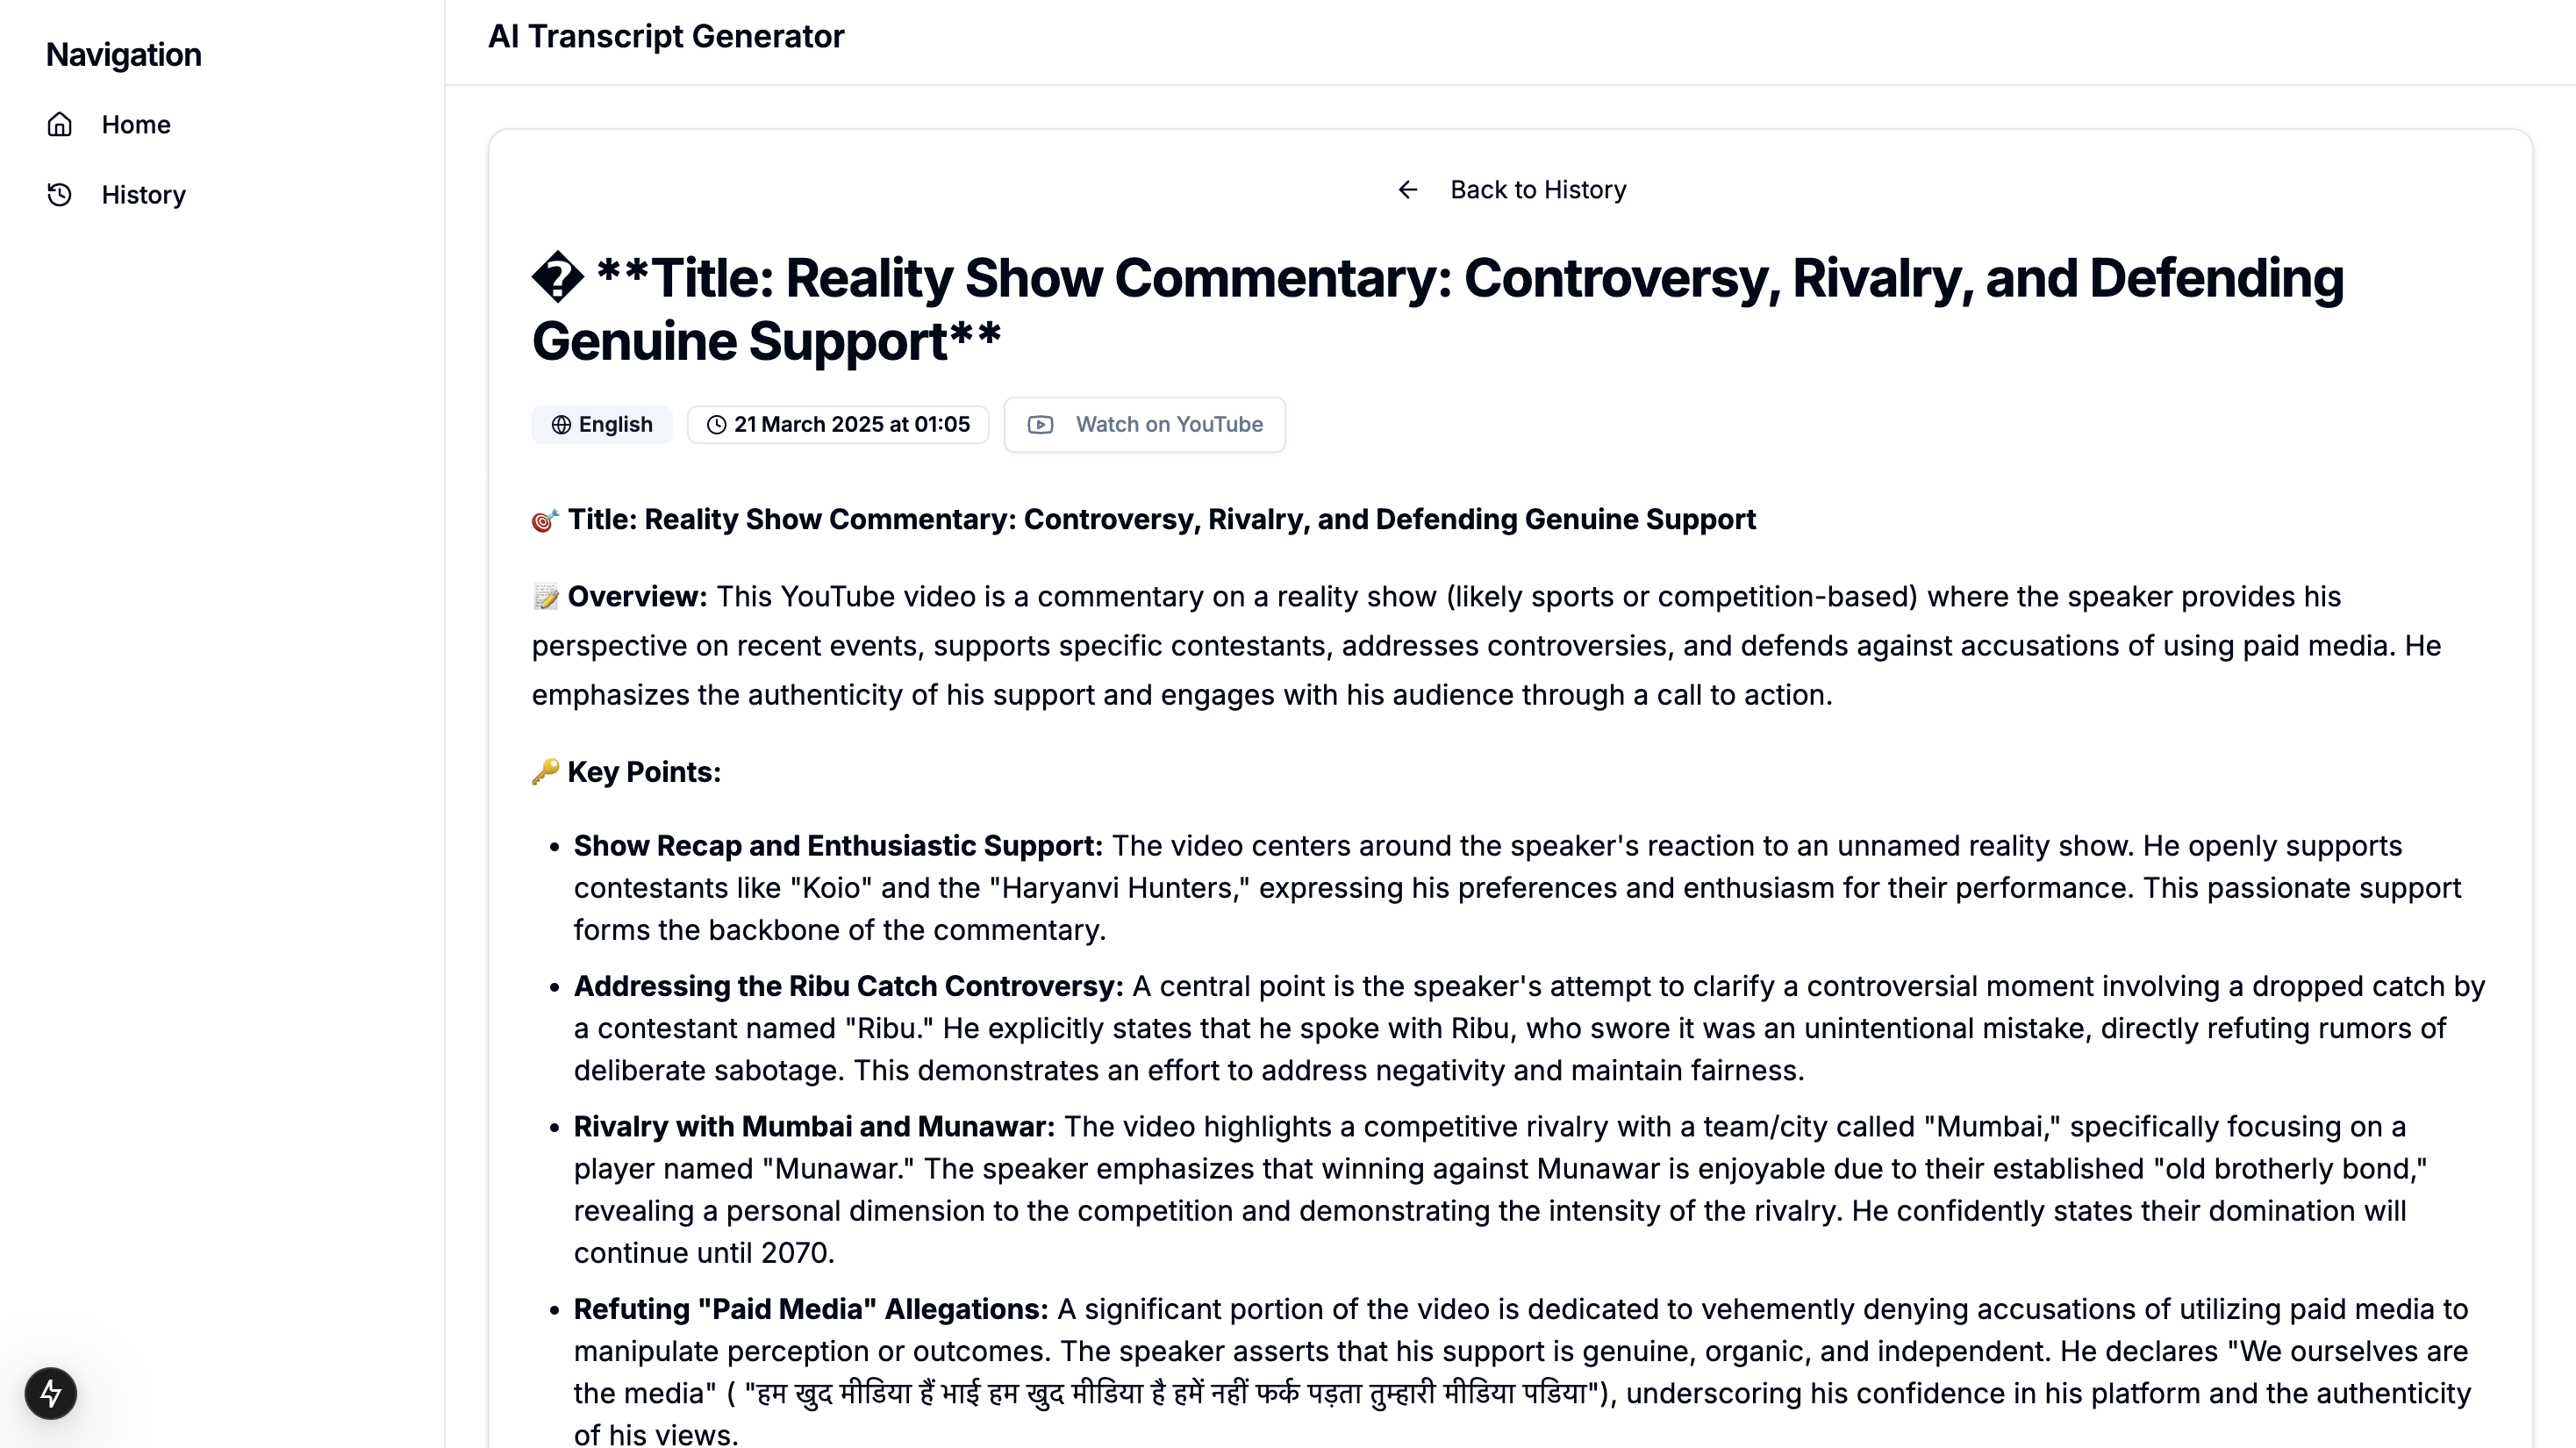 Navigation
Home
History
AI Transcript Generator
Back to History
� **Title: Reality Show Commentary: Controversy, Rivalry, and Defending
Genuine Support**
English
21 March 2025 at 01:05
Watch on YouTube
🎯 Title: Reality Show Commentary: Controversy, Rivalry, and Defending Genuine Support
📝 Overview: This YouTube video is a commentary on a reality show (likely sports or competition-based) where the speaker provides his
perspective on recent events, supports specific contestants, addresses controversies, and defends against accusations of using paid media. He
emphasizes the authenticity of his support and engages with his audience through a call to action.
🔑 Key Points:
• Show Recap and Enthusiastic Support: The video centers around the speaker's reaction to an unnamed reality show. He openly supports
contestants like "Koio" and the "Haryanvi Hunters," expressing his preferences and enthusiasm for their performance. This passionate support
forms the backbone of the commentary.
• Addressing the Ribu Catch Controversy: A central point is the speaker's attempt to clarify a controversial moment involving a dropped catch by
a contestant named "Ribu." He explicitly states that he spoke with Ribu, who swore it was an unintentional mistake, directly refuting rumors of
deliberate sabotage. This demonstrates an effort to address negativity and maintain fairness.
• Rivalry with Mumbai and Munawar: The video highlights a competitive rivalry with a team/city called "Mumbai," specifically focusing on a
player named "Munawar." The speaker emphasizes that winning against Munawar is enjoyable due to their established "old brotherly bond,"
revealing a personal dimension to the competition and demonstrating the intensity of the rivalry. He confidently states their domination will
continue until 2070.
• Refuting "Paid Media" Allegations: A significant portion of the video is dedicated to vehemently denying accusations of utilizing paid media to
manipulate perception or outcomes. The speaker asserts that his support is genuine, organic, and independent. He declares "We ourselves are
the media" ( "हम खुद मीडिया हैं भाई हम खुद मीडिया है हमें नहीं फर्क पड़ता तुम्हारी मीडिया पडिया"), underscoring his confidence in his platform and the authenticity
of his views.